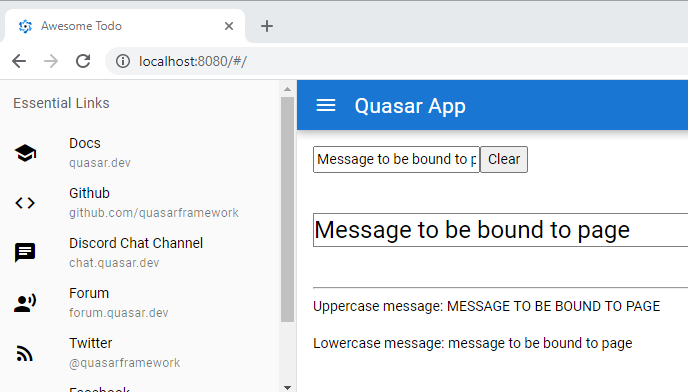 Awesome Todo
localhost:8080/#/
Essential Links
Docs
quasar.dev
Github
github.com/quasarframework
Discord Chat Channel
chat.quasar.dev
Forum
forum.quasar.dev
Twitter
@quasarframework
Facebook
Quasar App
Message to be bound to p
Clear
Message to be bound to page
Uppercase message: MESSAGE TO BE BOUND TO PAGE
Lowercase message: message to be bound to page